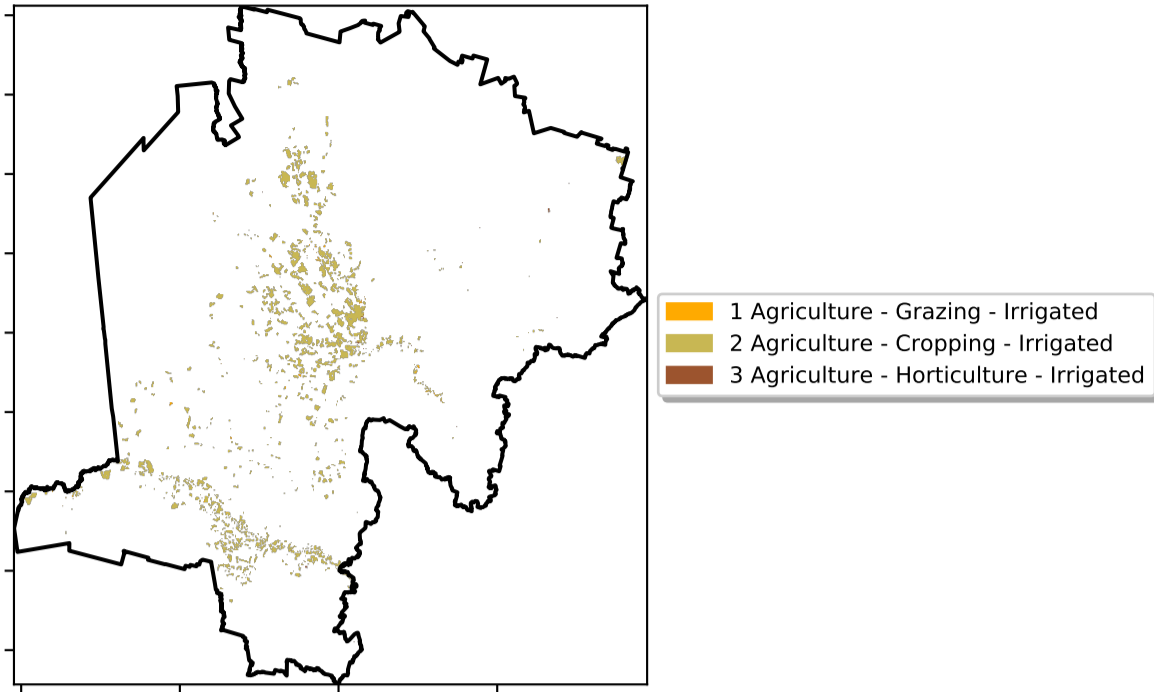 1 Agriculture - Grazing - Irrigated
2 Agriculture - Cropping - Irrigated
3 Agriculture - Horticulture - Irrigated